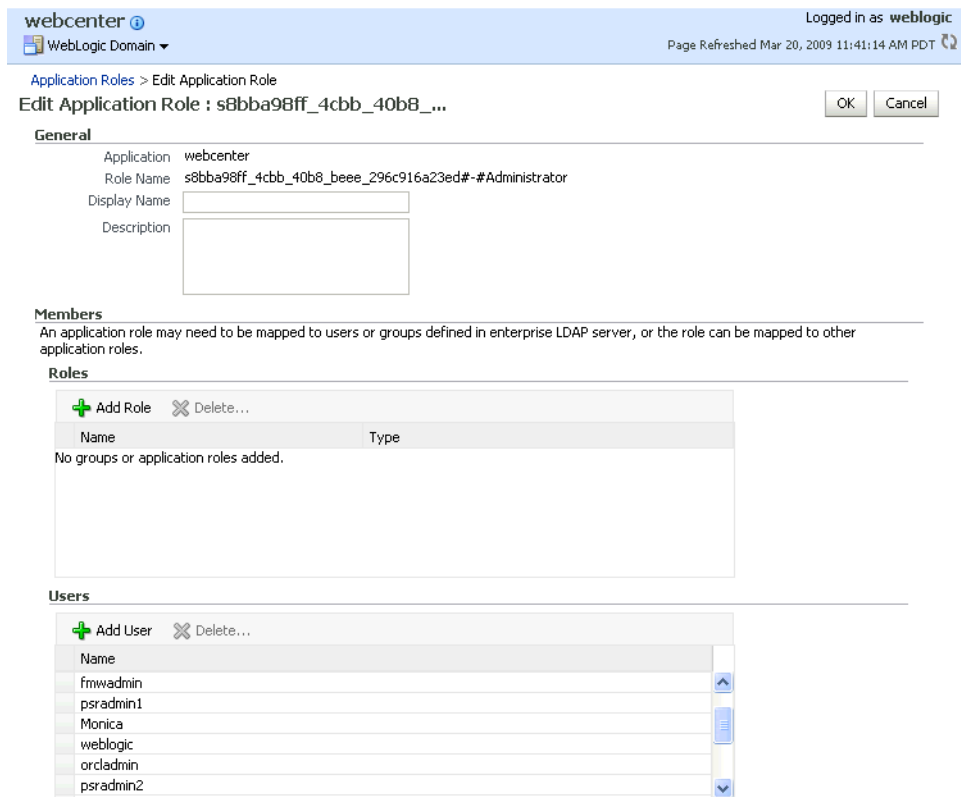 webcenter
Logged in as weblogic
WebLogic Domain
Page Refreshed Mar 20, 2009 11:41:14 AM PDT
Application Roles > Edit Application Role
Edit Application Role : s8bba98ff_4cbb_40b8_...
OK
Cancel
General
Application webcenter
Role Name s8bba98ff_4cbb_40b8_beee_296c916a23ed#-#Administrator
Display Name
Description
Members
An application role may need to be mapped to users or groups defined in enterprise LDAP server, or the role can be mapped to other
application roles.
Roles
Add Role Delete...
Name Type
No groups or application roles added.
Users
Add User Delete...
Name
fmwadmin
psradmin1
Monica
weblogic
orcladmin
psradmin2